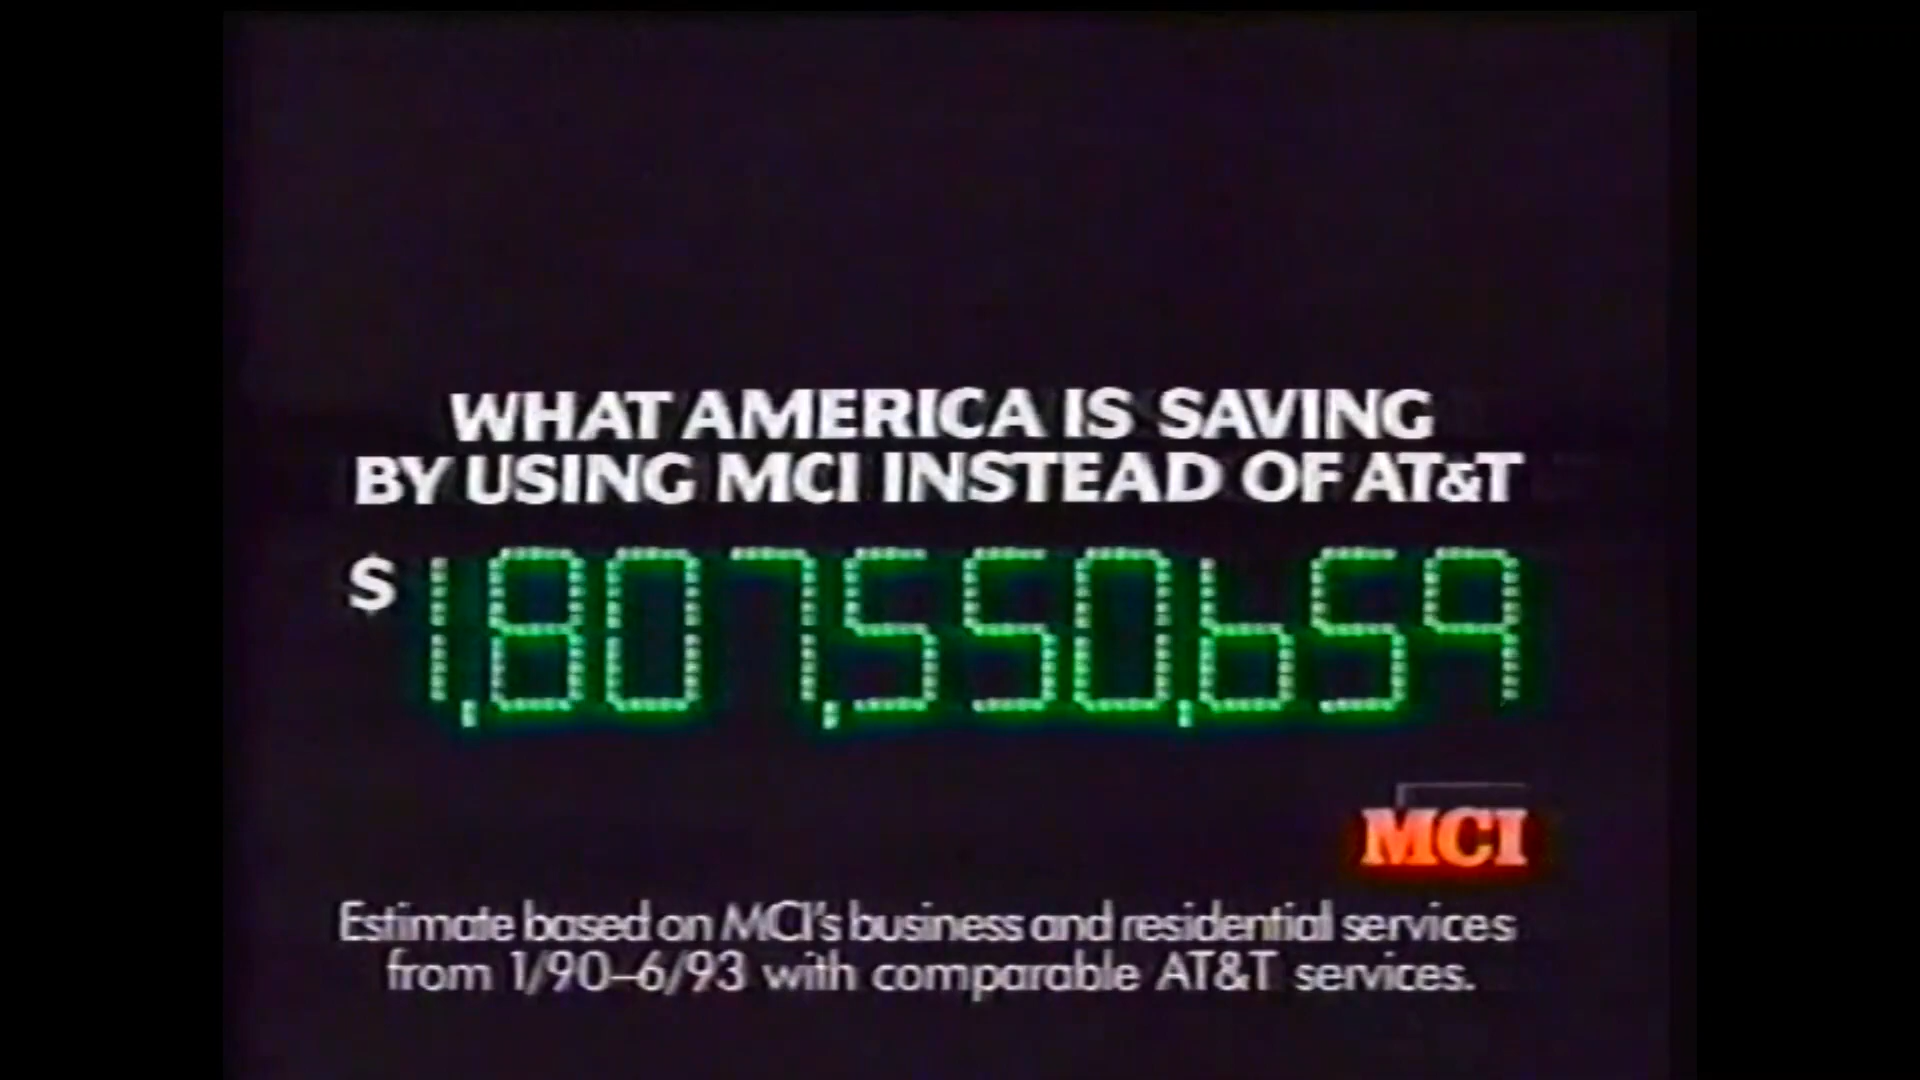 WHAT AMERICA IS SAVING
BY USING MCI INSTEAD OF AT&T
$1,807,550,659
MCI
Estimate based on MCI's business and residential services
from 1/90–6/93 with comparable AT&T services.